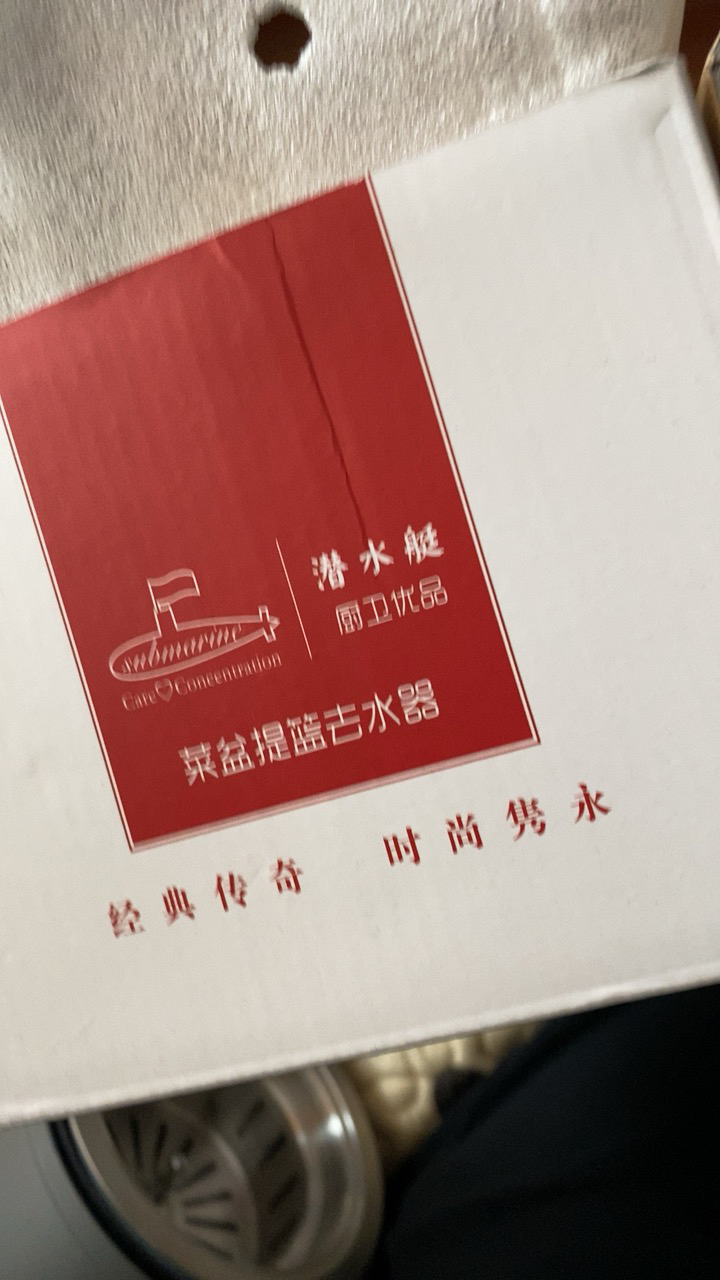 潜水艇
厨卫优品
submarine
Care♡Concentration
菜盆提篮去水器
经典传奇 时尚隽永